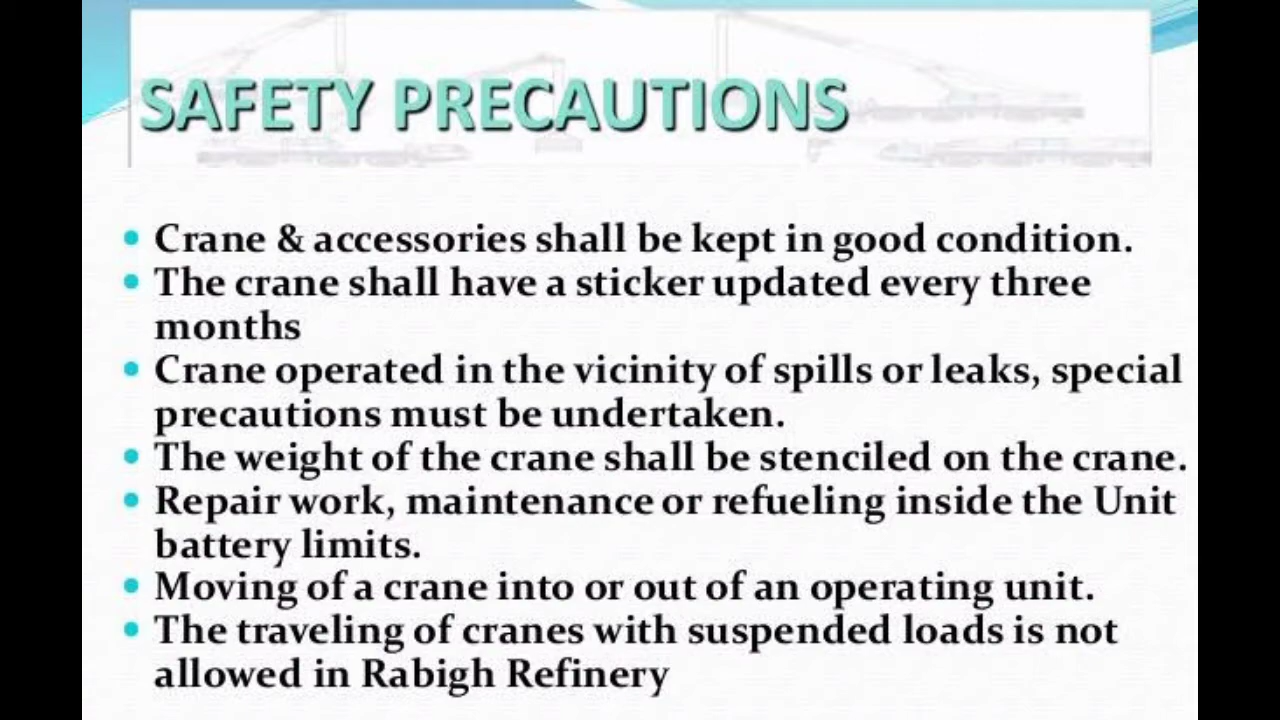 SAFETY PRECAUTIONS
• Crane & accessories shall be kept in good condition.
• The crane shall have a sticker updated every three
months
• Crane operated in the vicinity of spills or leaks, special
precautions must be undertaken.
• The weight of the crane shall be stenciled on the crane.
• Repair work, maintenance or refueling inside the Unit
battery limits.
• Moving of a crane into or out of an operating unit.
• The traveling of cranes with suspended loads is not
allowed in Rabigh Refinery